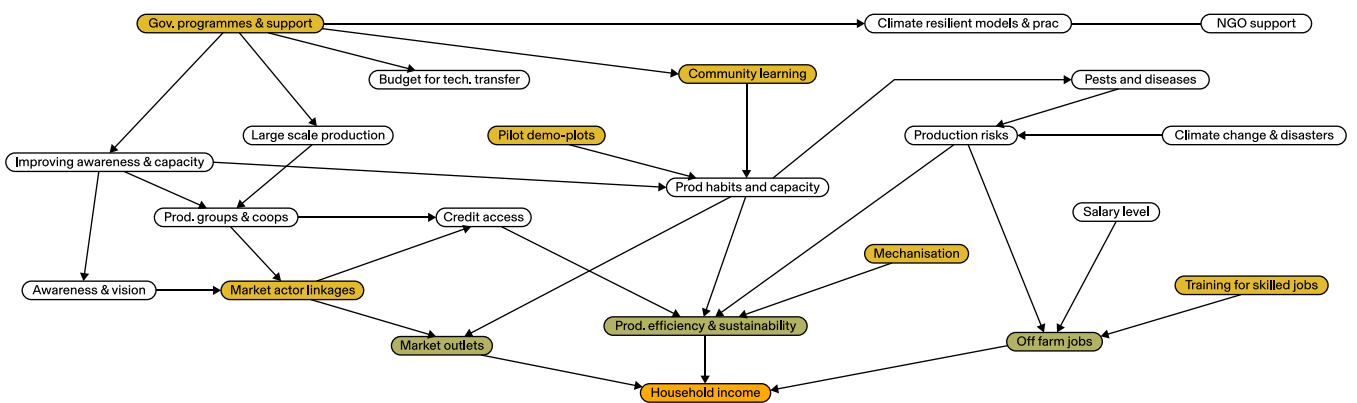 Gov. programmes & support
Climate resilient models & prac
NGO support
Budget for tech. transfer
Community learning
Pests and diseases
Large scale production
Pilot demo-plots
Production risks
Climate change & disasters
Improving awareness & capacity
Prod habits and capacity
Prod. groups & coops
Credit access
Salary level
Mechanisation
Awareness & vision
Market actor linkages
Training for skilled jobs
Prod. efficiency & sustainability
Market outlets
Off farm jobs
Household income